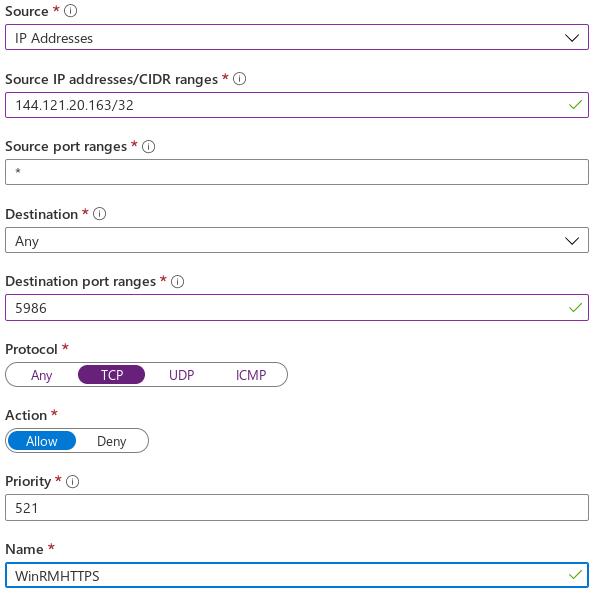 Source *
IP Addresses
Source IP addresses/CIDR ranges *
144.121.20.163/32
Source port ranges *
*
Destination *
Any
Destination port ranges *
5986
Protocol *
Any TCP UDP ICMP
Action *
Allow Deny
Priority *
521
Name *
WinRMHTTPS